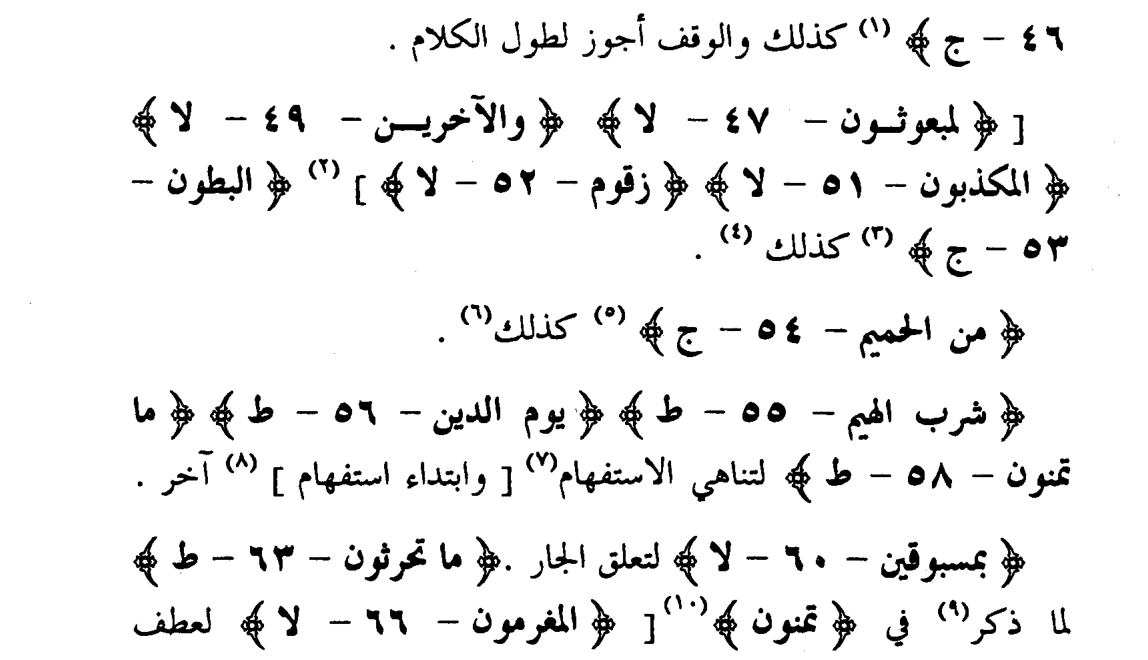 ٤٦ – ج ﴾ (١) كذلك والوقف أجوز لطول الكلام .
[ ﴿ لمبعوثـون – ٤٧ – لا ﴾ ﴿ والآخريـــن – ٤٩ – لا ﴾
﴿ المكذبون – ٥١ – لا ﴾ ﴿ زقوم – ٥٢ – لا ﴾ ] (٢) ﴿ البطون –
٥٣ – ج ﴾ (٣) كذلك (٤) .
﴿ من الحميم – ٥٤ – ج ﴾ (٥) كذلك (٦) .
﴿ شرب الهيم – ٥٥ – ط ﴾ ﴿ يوم الدين – ٥٦ – ط ﴾ ﴿ ما
تمنون – ٥٨ – ط ﴾ لتناهي الاستفهام (٧) [ وابتداء استفهام ] (٨) آخر .
﴿ بمسبوقين – ٦٠ – لا ﴾ لتعلق الجار . ﴿ ما تحرثون – ٦٣ – ط ﴾
لما ذكر (٩) في ﴿ تمنون ﴾ (١٠) [ ﴿ المغرمون – ٦٦ – لا ﴾ لعطف